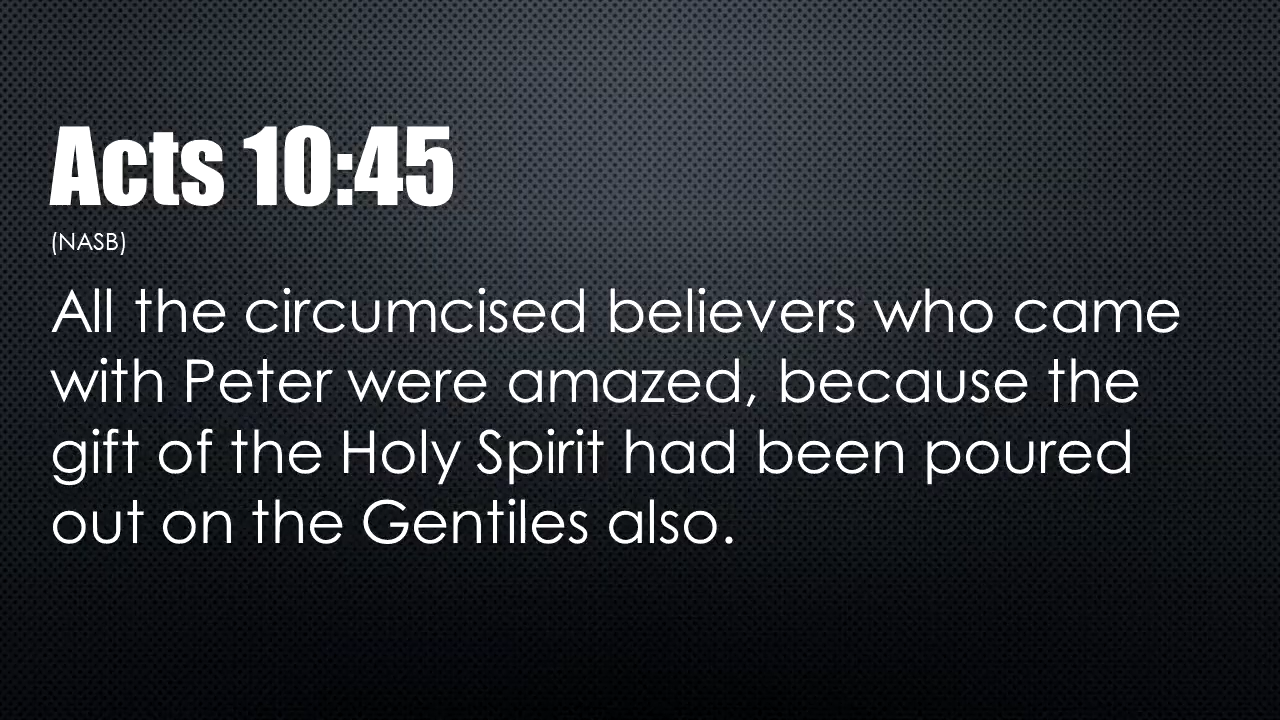 Acts 10:45
(NASB)
All the circumcised believers who came
with Peter were amazed, because the
gift of the Holy Spirit had been poured
out on the Gentiles also.